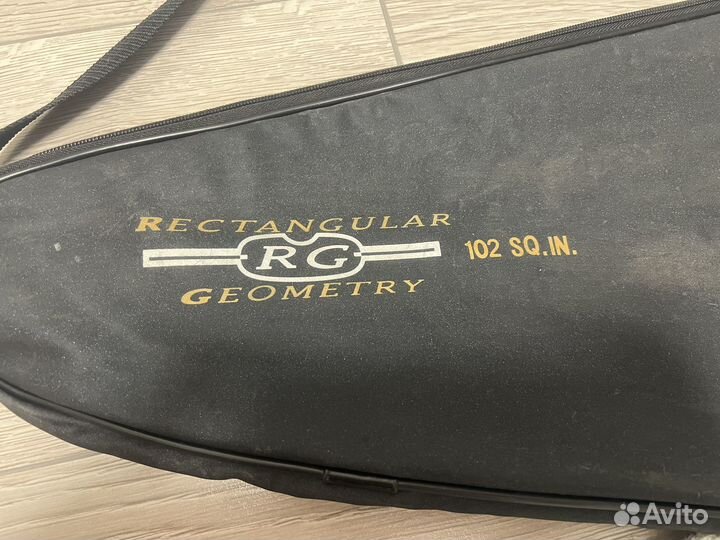 RECTANGULAR
RG
GEOMETRY
102 SQ.IN.
Avito